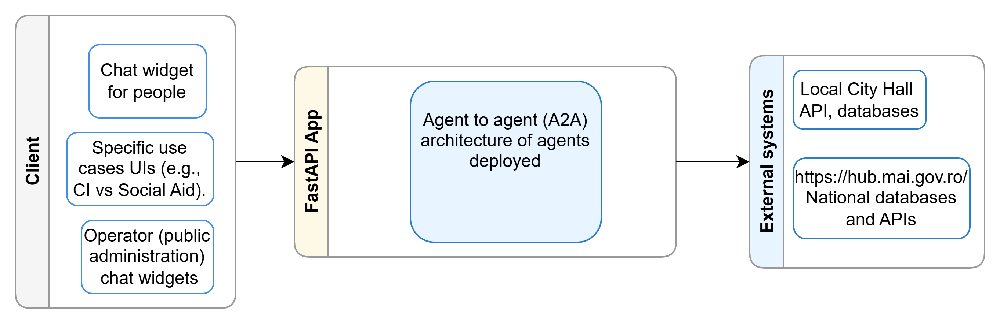 Client
Chat widget
for people
Specific use
cases UIs (e.g.,
CI vs Social Aid).
Operator (public
administration)
chat widgets
FastAPI App
Agent to agent (A2A)
architecture of agents
deployed
External systems
Local City Hall
API, databases
https://hub.mai.gov.ro/
National databases
and APIs